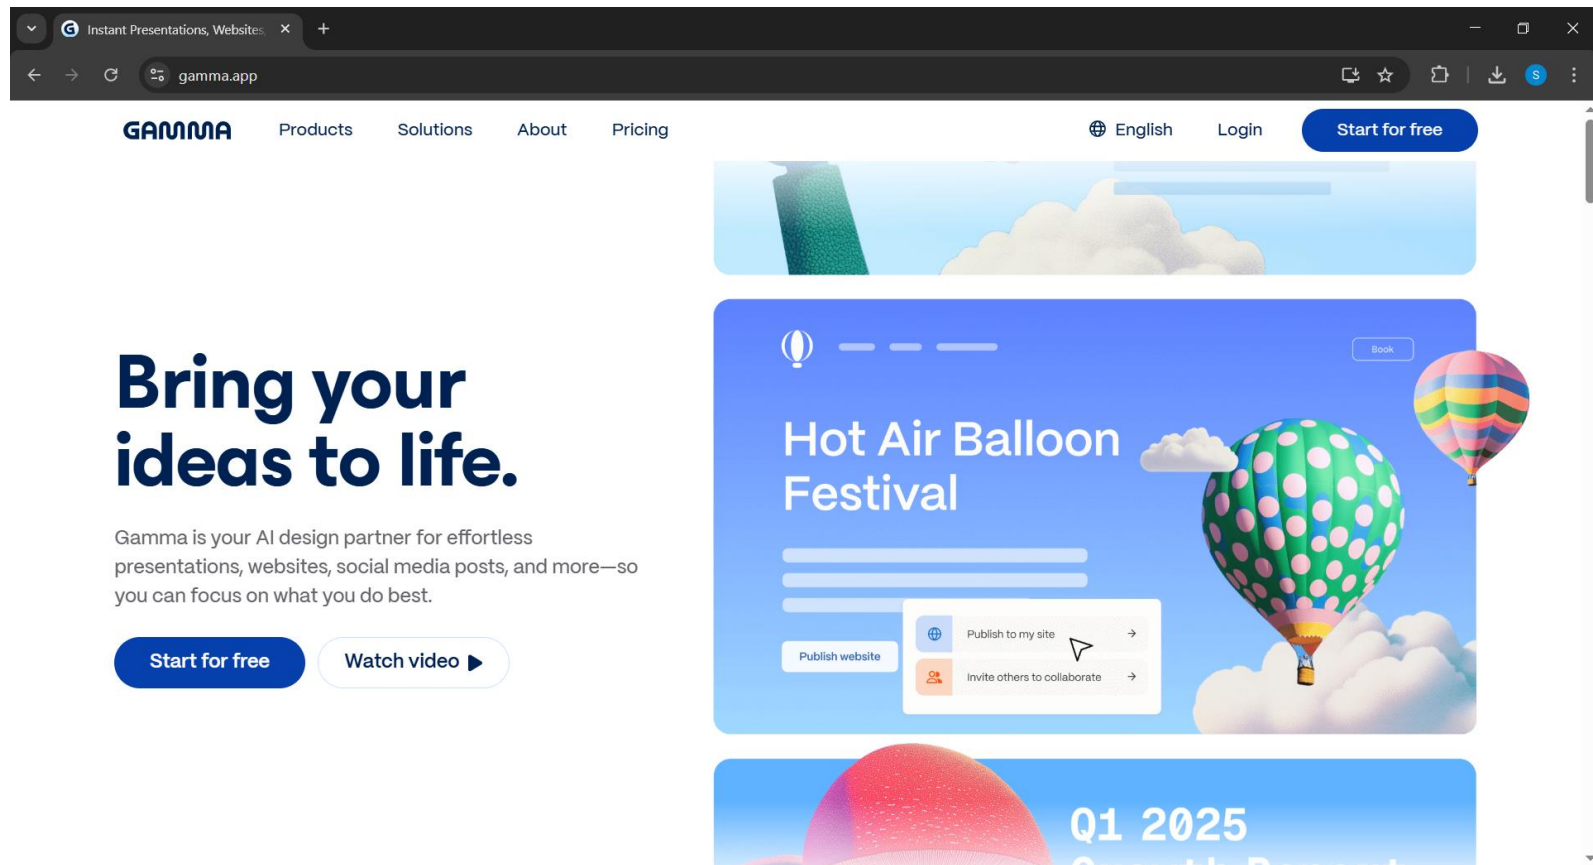 Instant Presentations, Websites,
gamma.app
S
GAMMA
Products
Solutions
About
Pricing
English
Login
Start for free
Bring your
ideas to life.
Gamma is your AI design partner for effortless
presentations, websites, social media posts, and more—so
you can focus on what you do best.
Start for free
Watch video
Book
Hot Air Balloon
Festival
Publish website
Publish to my site
Invite others to collaborate
Q1 2025